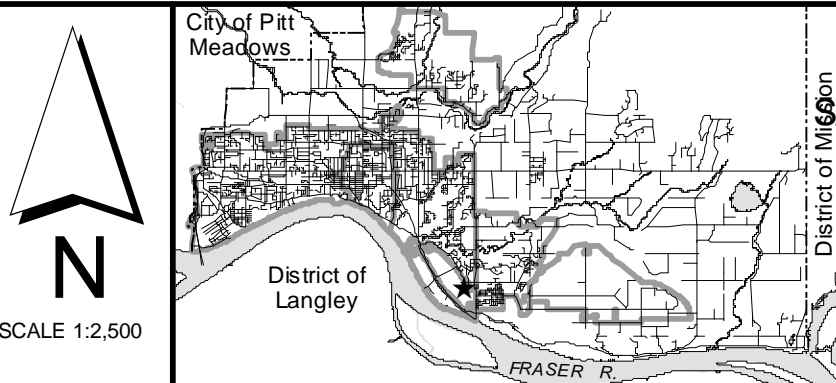 N
SCALE 1:2,500
City of Pitt
Meadows
District of
Langley
FRASER R.
District of Mission